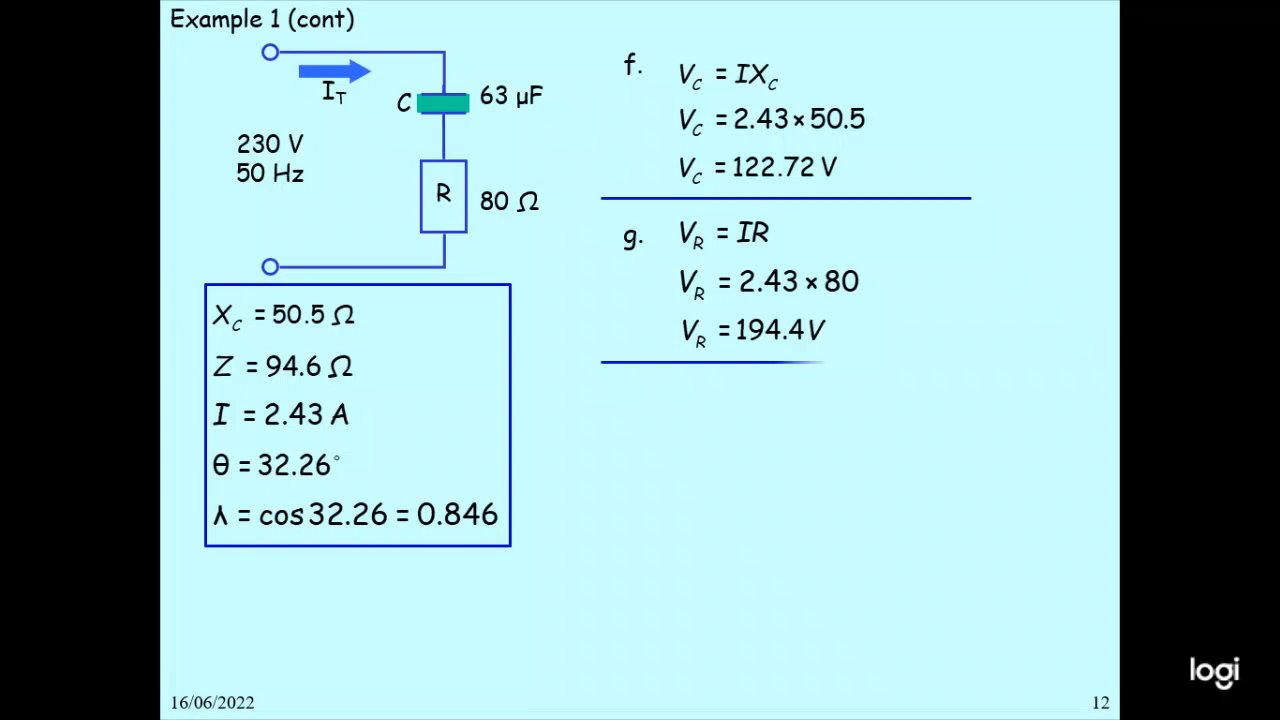 Example 1 (cont)
I_T
C
63 μF
230 V
50 Hz
R
80 Ω
X_C = 50.5 Ω
Z = 94.6 Ω
I = 2.43 A
θ = 32.26°
λ = cos 32.26 = 0.846
f. V_C = IX_C
V_C = 2.43 × 50.5
V_C = 122.72 V
g. V_R = IR
V_R = 2.43 × 80
V_R = 194.4 V
16/06/2022
12
logi